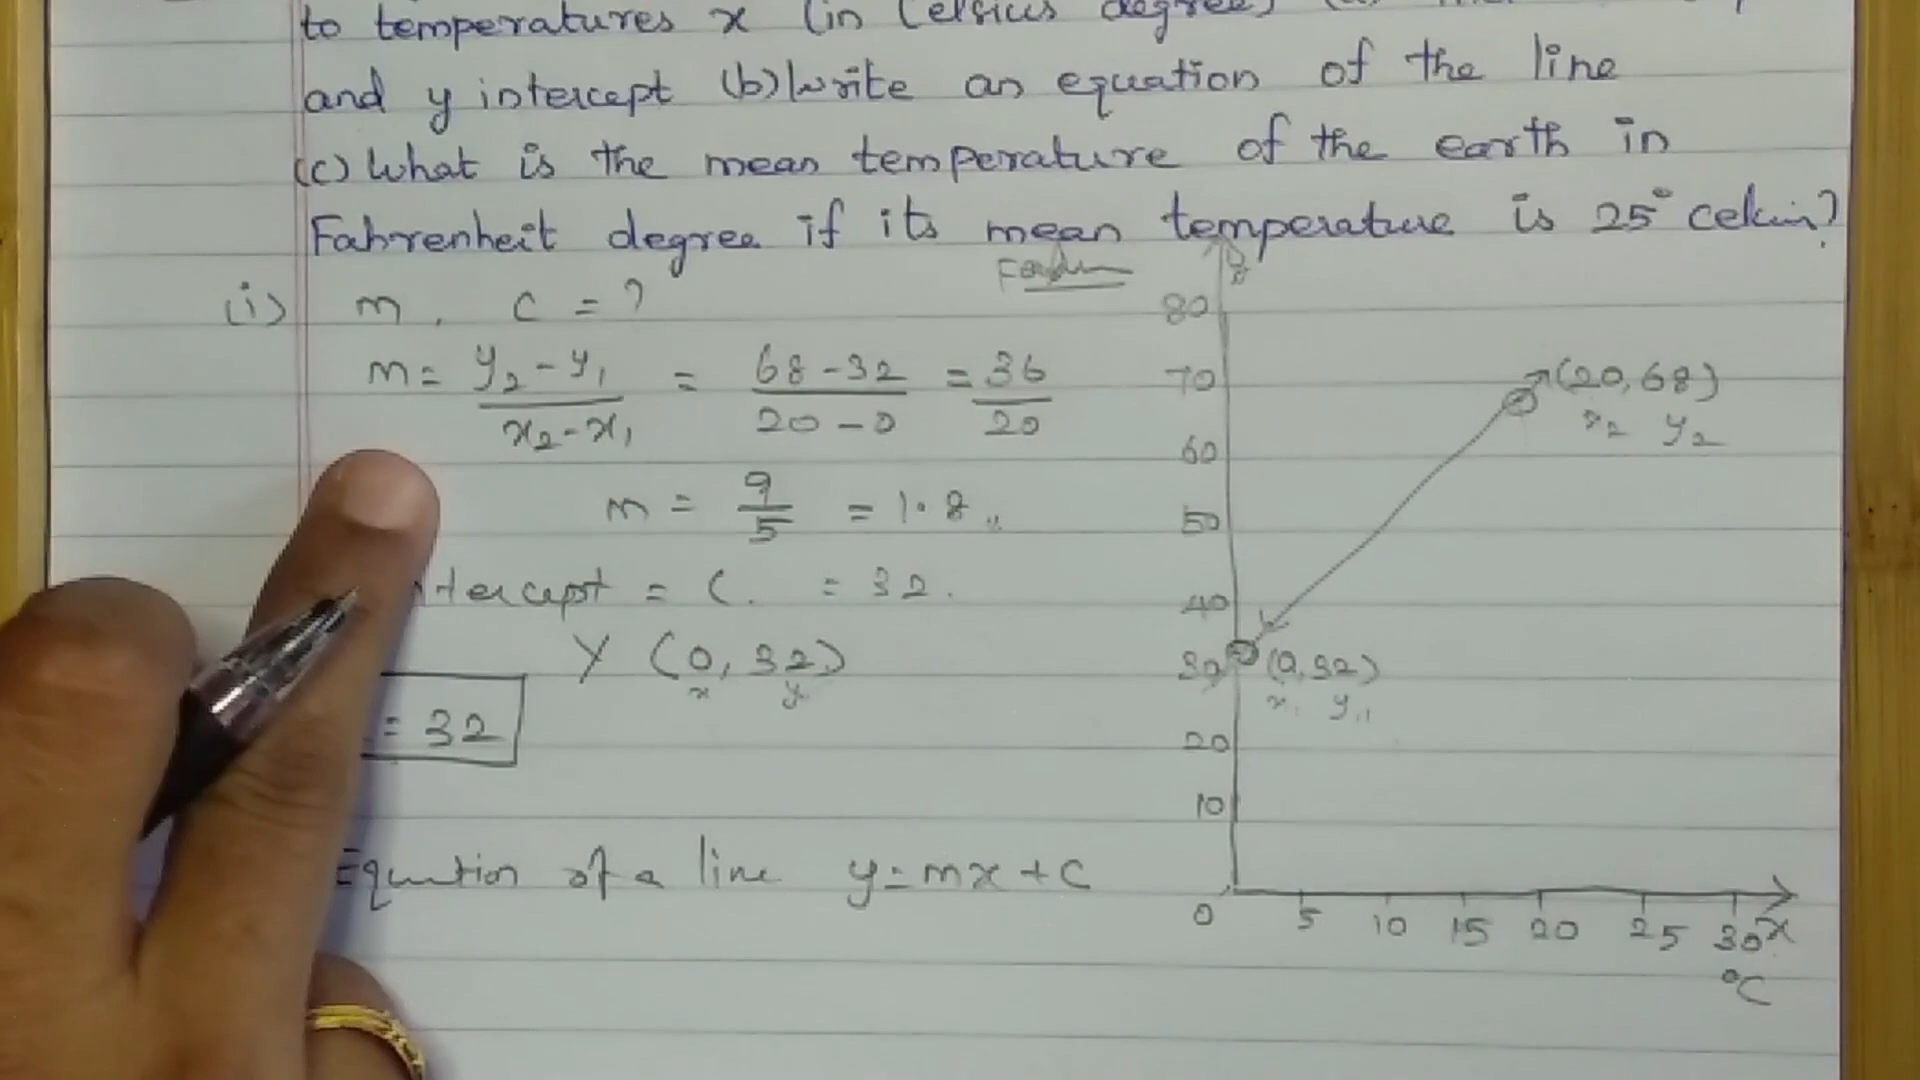 to temperatures x (in Celsius degree)
and y intercept (b) Write an equation of the line
(c) What is the mean temperature of the earth in
Fahrenheit degree if its mean temperature is 25°
(i) m, c = ?
m = y₂ - y₁ / x₂ - x₁ = 68 - 32 / 20 - 0 = 36 / 20
m = 9 / 5 = 1.8
ntercept = C. = 32.
Y (0, 32)
x y
= 32
Equation of a line y = mx + c
80
70
60
50
40
30
20
10
0 5 10 15 20 25 30 x
°C
(20, 68)
x₂ y₂
(0, 32)
x₁ y₁